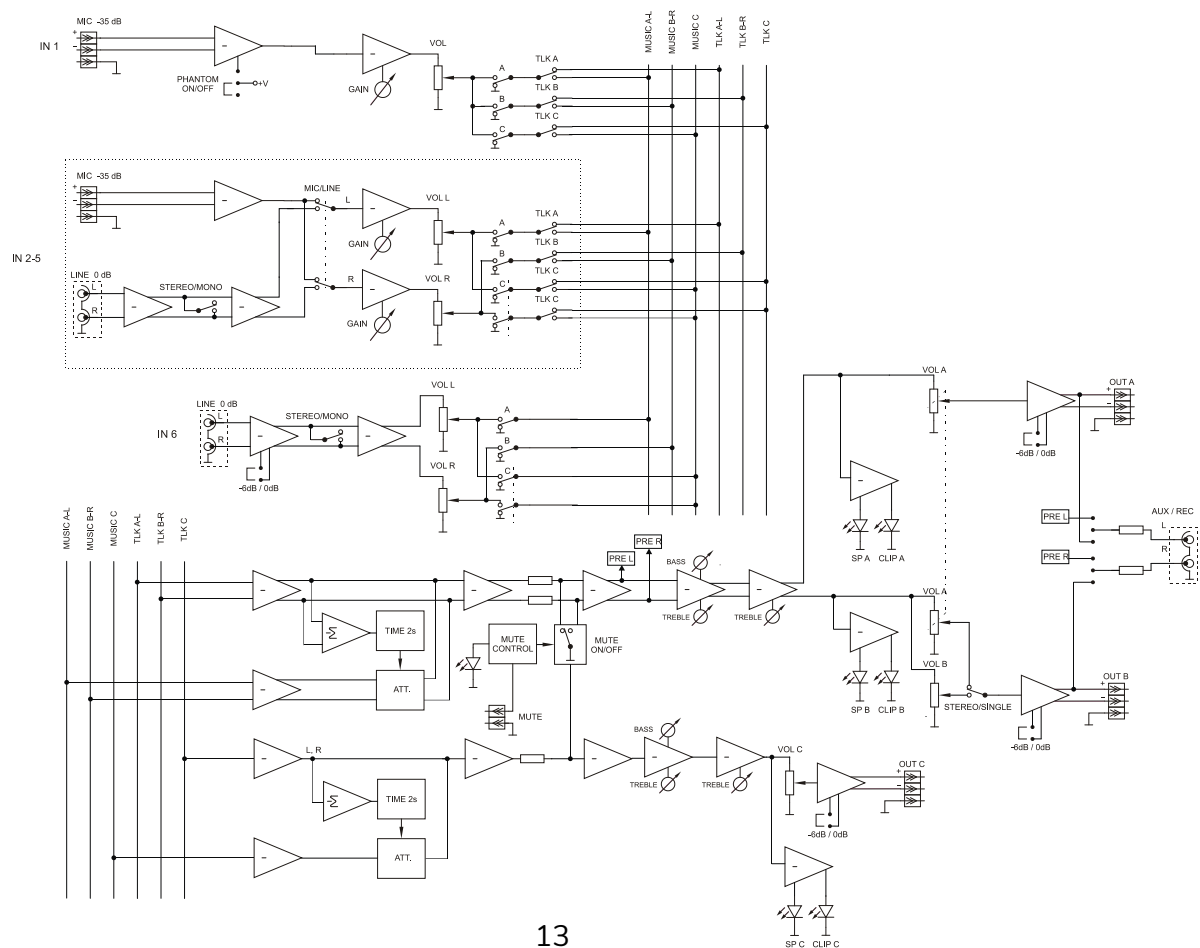 MIC -35 dB
IN 1
+
-
PHANTOM
ON/OFF
+V
GAIN
VOL
A
B
C
TLK A
TLK B
TLK C
MUSIC A-L
MUSIC B-R
MUSIC C
TLK A-L
TLK B-R
TLK C
IN 2-5
MIC -35 dB
+
-
LINE 0 dB
L
R
STEREO/MONO
MIC/LINE
L
R
GAIN
GAIN
VOL L
VOL R
A
B
C
TLK A
TLK B
TLK C
TLK C
IN 6
LINE 0 dB
L
R
STEREO/MONO
-6dB / 0dB
VOL L
VOL R
A
B
C
MUSIC A-L
MUSIC B-R
MUSIC C
TLK A-L
TLK B-R
TLK C
-Σ
TIME 2s
ATT.
L, R
-Σ
TIME 2s
ATT.
MUTE
CONTROL
MUTE
ON/OFF
MUTE
PRE L
PRE R
BASS
TREBLE
TREBLE
BASS
TREBLE
TREBLE
VOL A
SP A
CLIP A
VOL A
VOL B
SP B
CLIP B
STEREO/SINGLE
-6dB / 0dB
OUT A
+
-
PRE L
PRE R
AUX / REC
L
R
OUT B
+
-
-6dB / 0dB
VOL C
OUT C
+
-
-6dB / 0dB
SP C
CLIP C
13